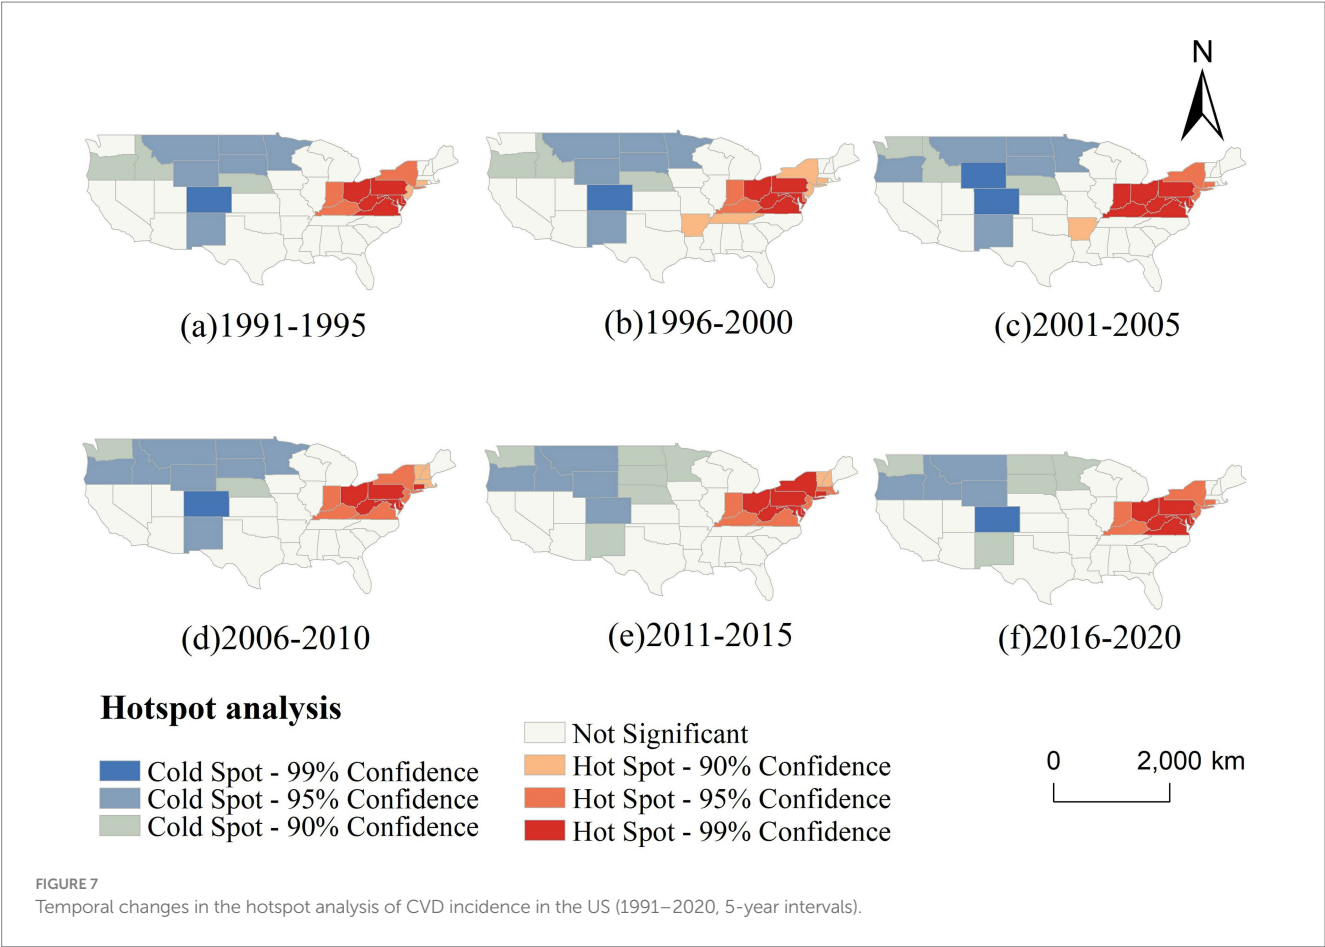 N
(a)1991-1995
(b)1996-2000
(c)2001-2005
(d)2006-2010
(e)2011-2015
(f)2016-2020
Hotspot analysis
Cold Spot - 99% Confidence
Cold Spot - 95% Confidence
Cold Spot - 90% Confidence
Not Significant
Hot Spot - 90% Confidence
Hot Spot - 95% Confidence
Hot Spot - 99% Confidence
0 2,000 km
FIGURE 7
Temporal changes in the hotspot analysis of CVD incidence in the US (1991–2020, 5-year intervals).